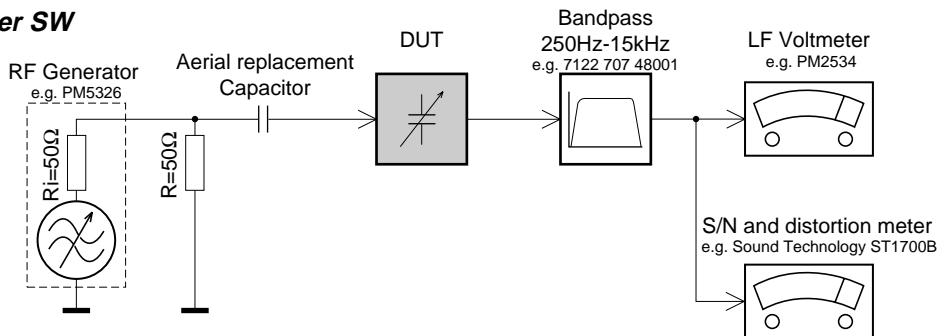 er SW
RF Generator
e.g. PM5326
Ri=50Ω
R=50Ω
Aerial replacement
Capacitor
DUT
Bandpass
250Hz-15kHz
e.g. 7122 707 48001
LF Voltmeter
e.g. PM2534
S/N and distortion meter
e.g. Sound Technology ST1700B